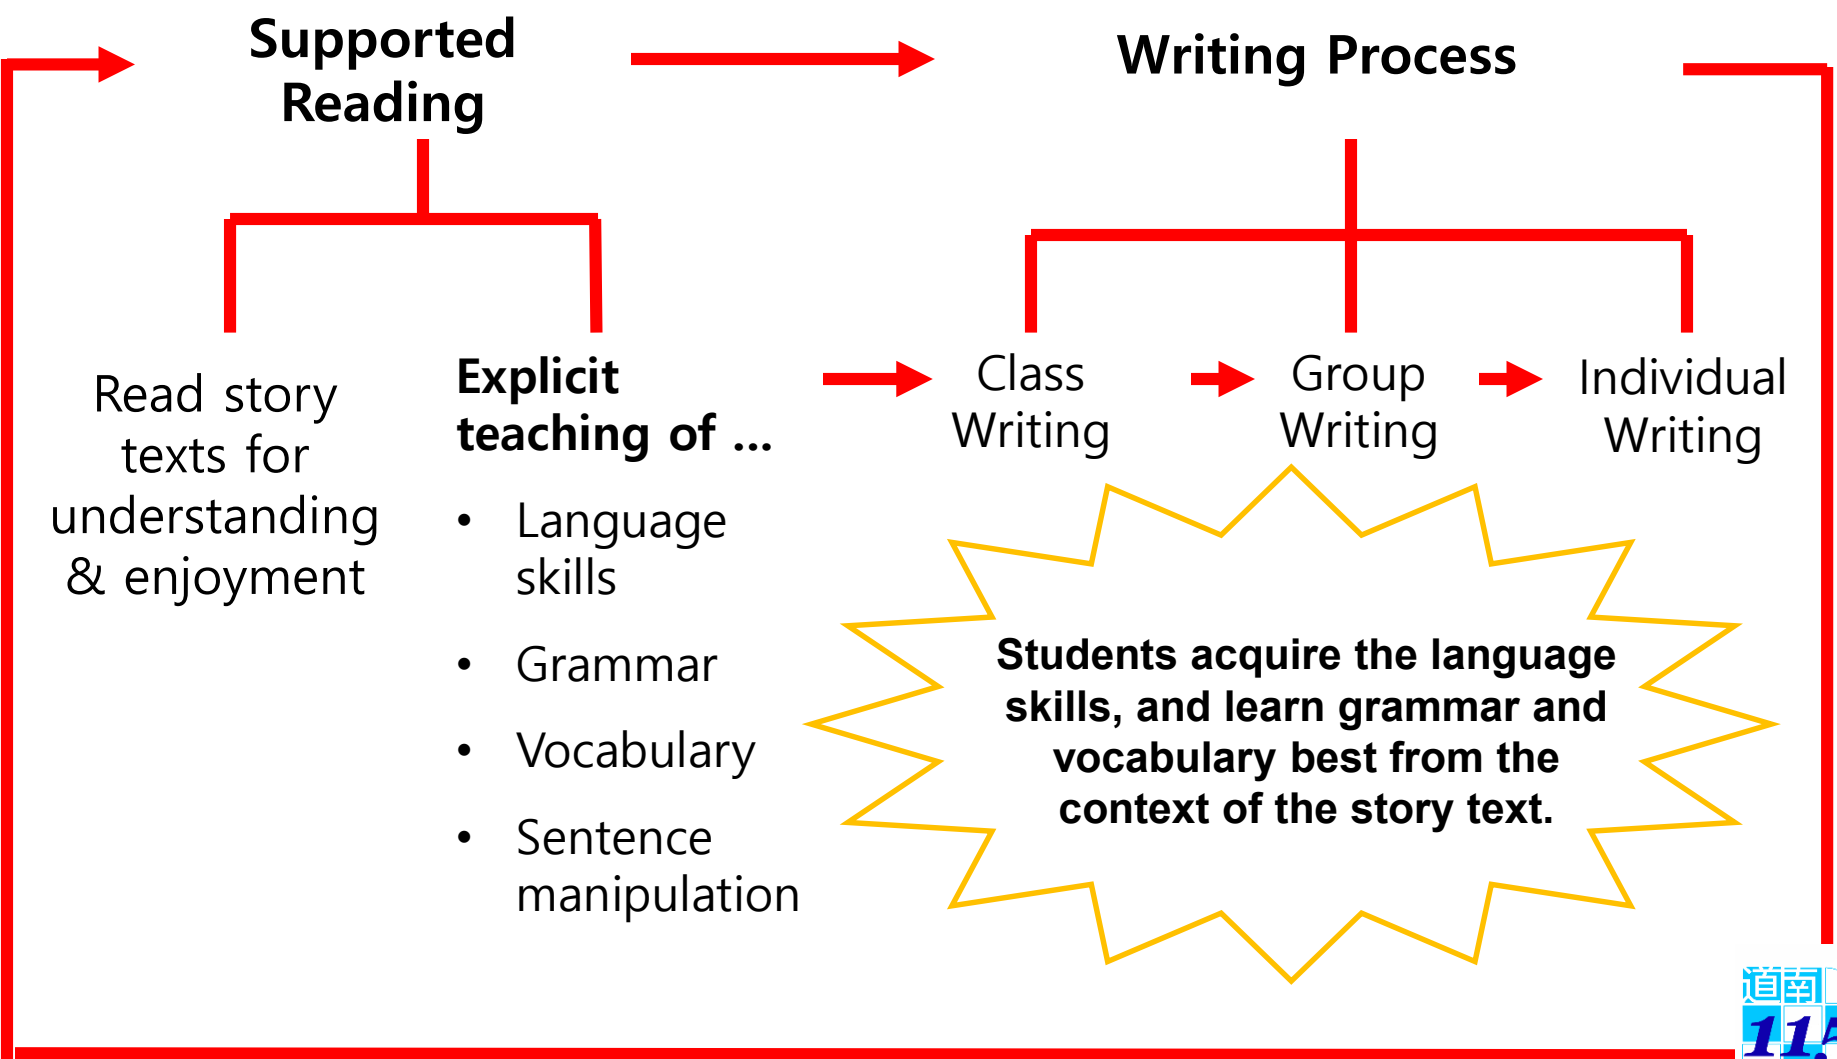 Supported
Reading
Writing Process
Read story
texts for
understanding
& enjoyment
Explicit
teaching of ...
• Language
skills
• Grammar
• Vocabulary
• Sentence
manipulation
Class
Writing
Group
Writing
Individual
Writing
Students acquire the language
skills, and learn grammar and
vocabulary best from the
context of the story text.
道南
115